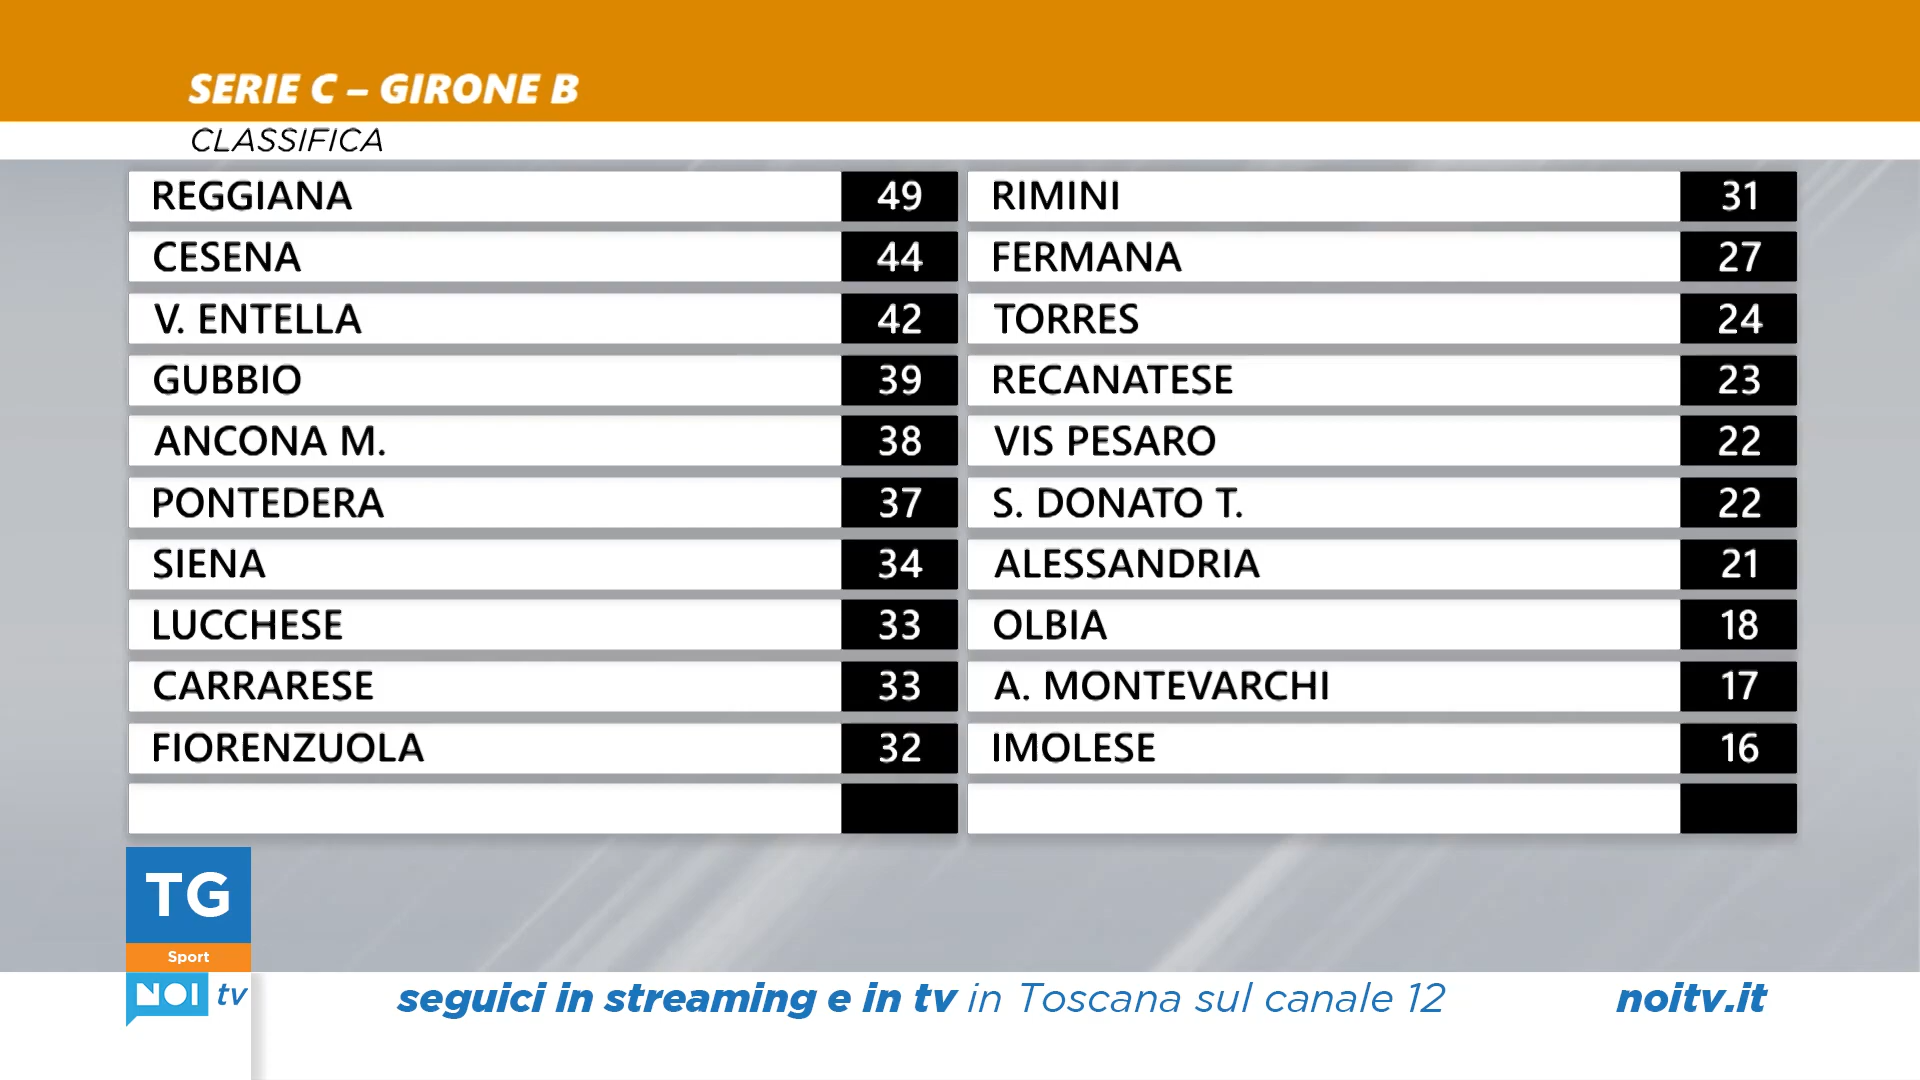 SERIE C – GIRONE B
CLASSIFICA
REGGIANA 49
CESENA 44
V. ENTELLA 42
GUBBIO 39
ANCONA M. 38
PONTEDERA 37
SIENA 34
LUCCHESE 33
CARRARESE 33
FIORENZUOLA 32
RIMINI 31
FERMANA 27
TORRES 24
RECANATESE 23
VIS PESARO 22
S. DONATO T. 22
ALESSANDRIA 21
OLBIA 18
A. MONTEVARCHI 17
IMOLESE 16
TG
Sport
NOI tv
seguici in streaming e in tv in Toscana sul canale 12
noitv.it